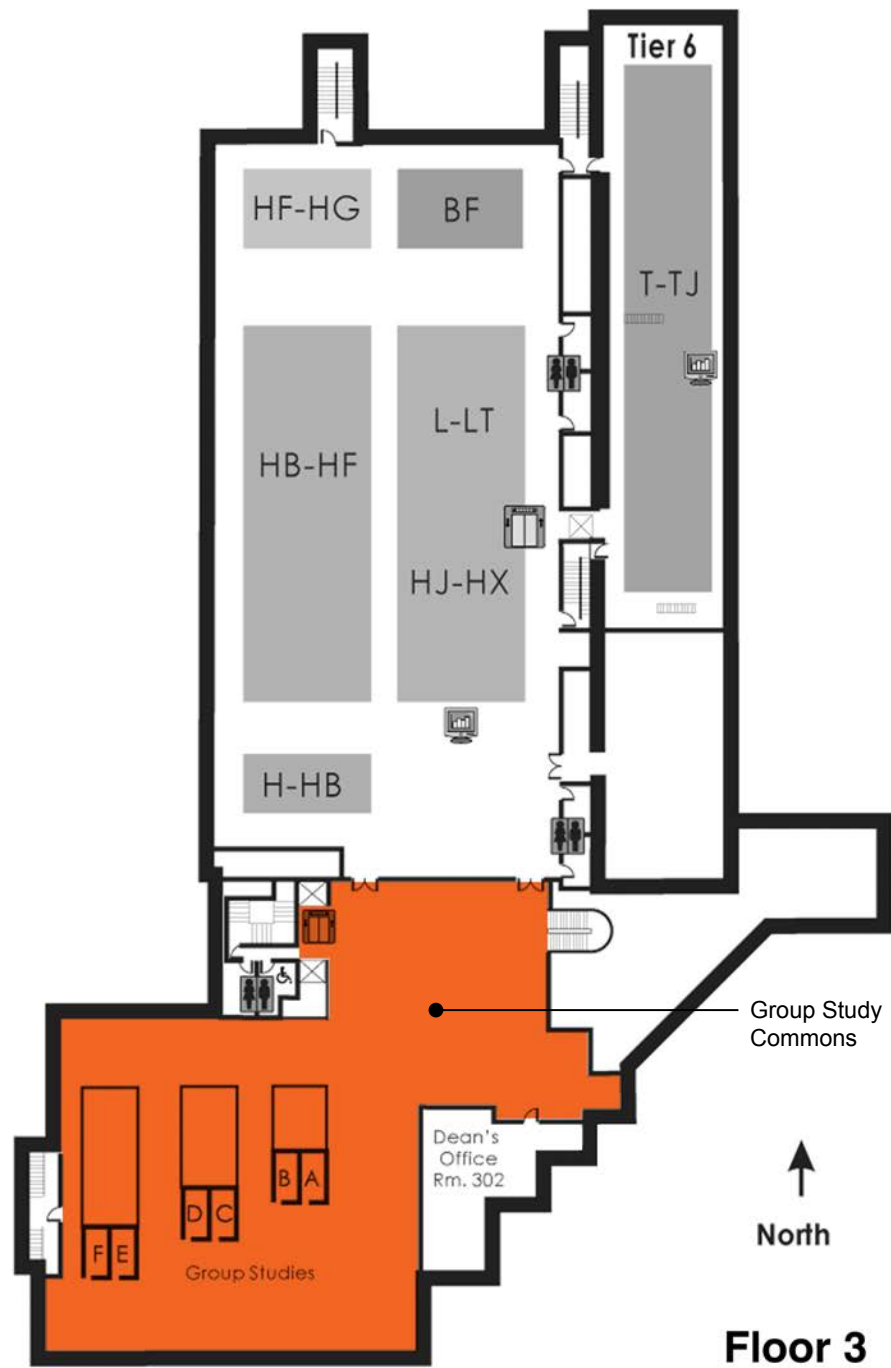 Tier 6
HF-HG
BF
T-TJ
L-LT
HB-HF
HJ-HX
H-HB
Group Study
Commons
Dean's
Office
Rm. 302
B A
D C
F E
Group Studies
North
Floor 3